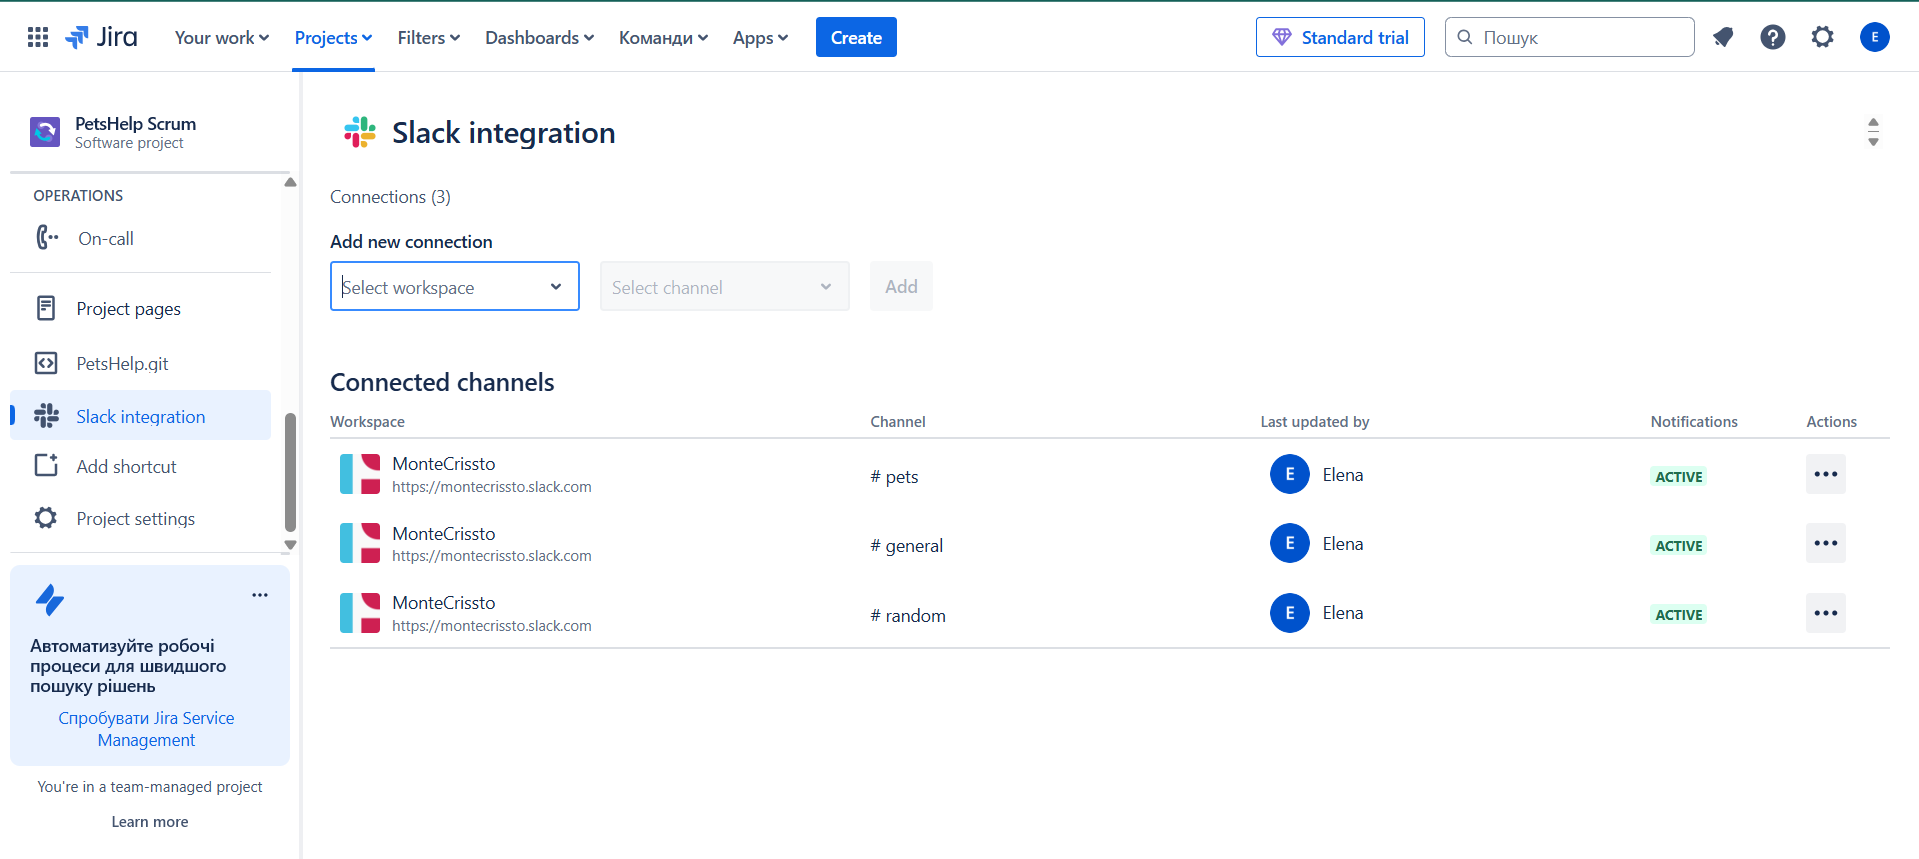 Jira
Your work
Projects
Filters
Dashboards
Команди
Apps
Create
Standard trial
Пошук
E
PetsHelp Scrum
Software project
OPERATIONS
On-call
Project pages
PetsHelp.git
Slack integration
Add shortcut
Project settings
Автоматизуйте робочі
процеси для швидшого
пошуку рішень
Спробувати Jira Service
Management
You're in a team-managed project
Learn more
Slack integration
Connections (3)
Add new connection
Select workspace
Select channel
Add
Connected channels
Workspace Channel Last updated by Notifications Actions
MonteCrissto
https://montecrissto.slack.com
# pets
E Elena
ACTIVE
MonteCrissto
https://montecrissto.slack.com
# general
E Elena
ACTIVE
MonteCrissto
https://montecrissto.slack.com
# random
E Elena
ACTIVE